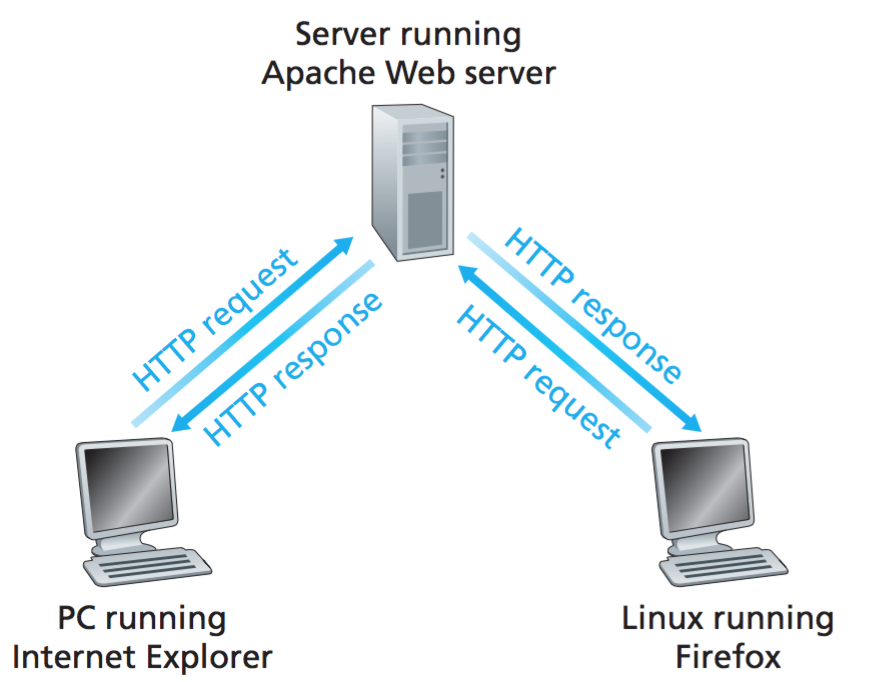 Server running
Apache Web server
HTTP request
HTTP response
HTTP response
HTTP request
PC running
Internet Explorer
Linux running
Firefox